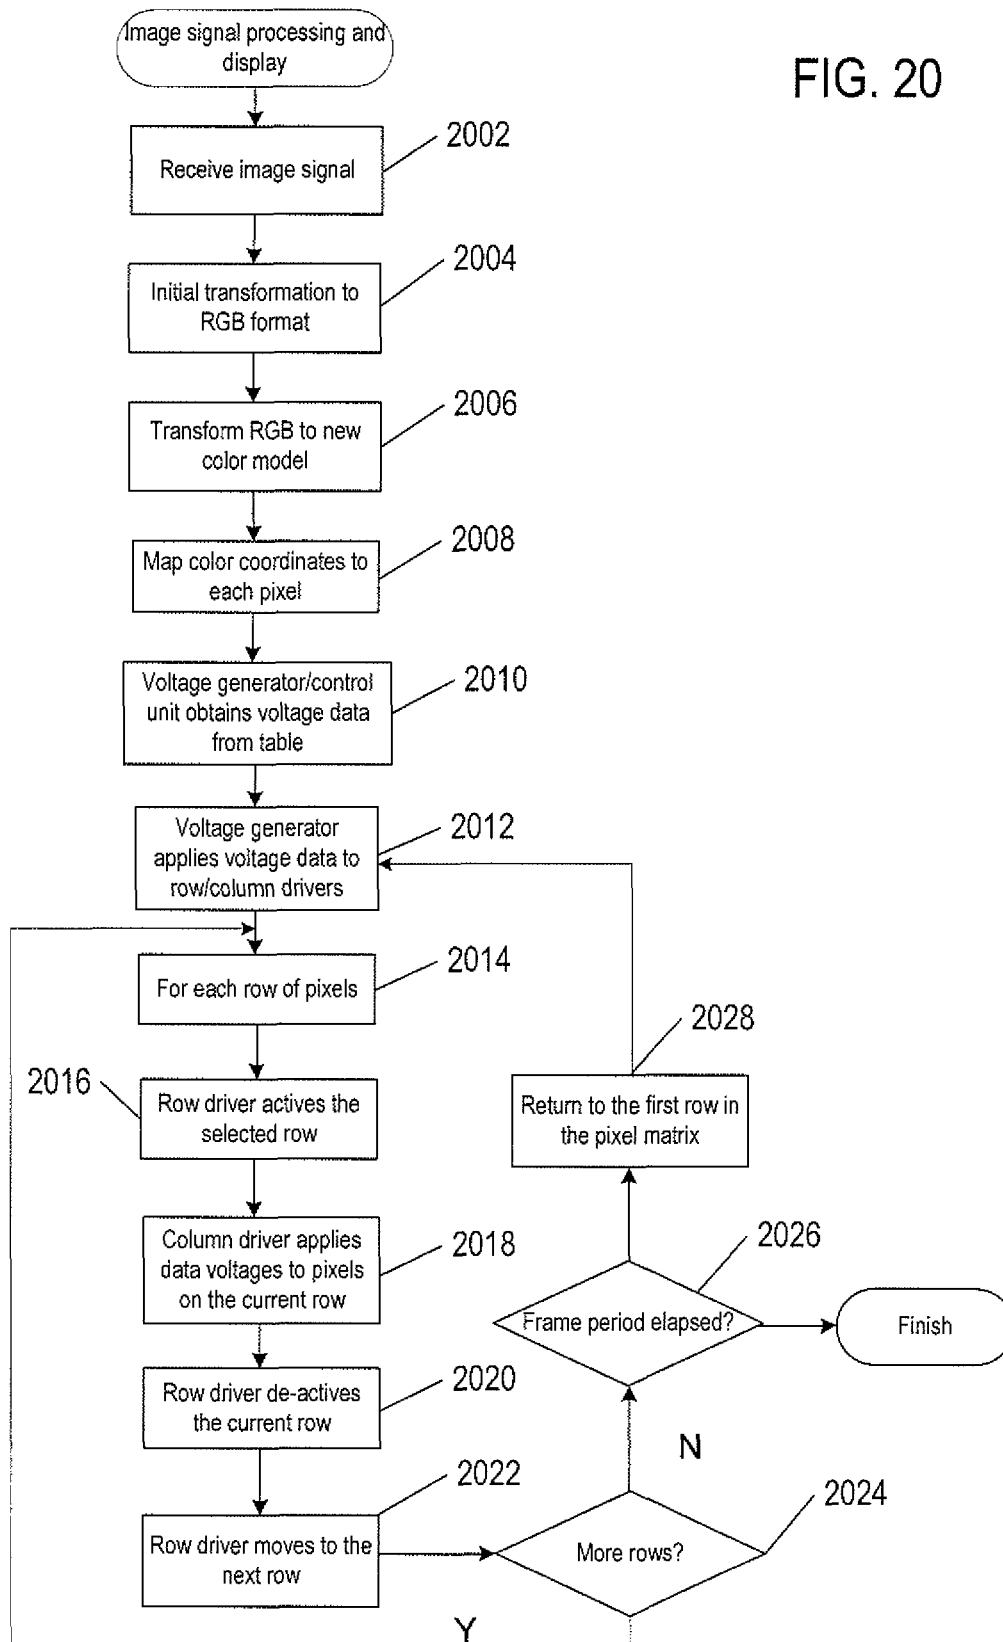 Image signal processing and
display
FIG. 20
2002
Receive image signal
2004
Initial transformation to
RGB format
2006
Transform RGB to new
color model
2008
Map color coordinates to
each pixel
2010
Voltage generator/control
unit obtains voltage data
from table
2012
Voltage generator
applies voltage data to
row/column drivers
2014
For each row of pixels
2016
Row driver actives the
selected row
2018
Column driver applies
data voltages to pixels
on the current row
2020
Row driver de-actives
the current row
2022
Row driver moves to the
next row
2024
More rows?
Y
N
2026
Frame period elapsed?
Finish
2028
Return to the first row in
the pixel matrix